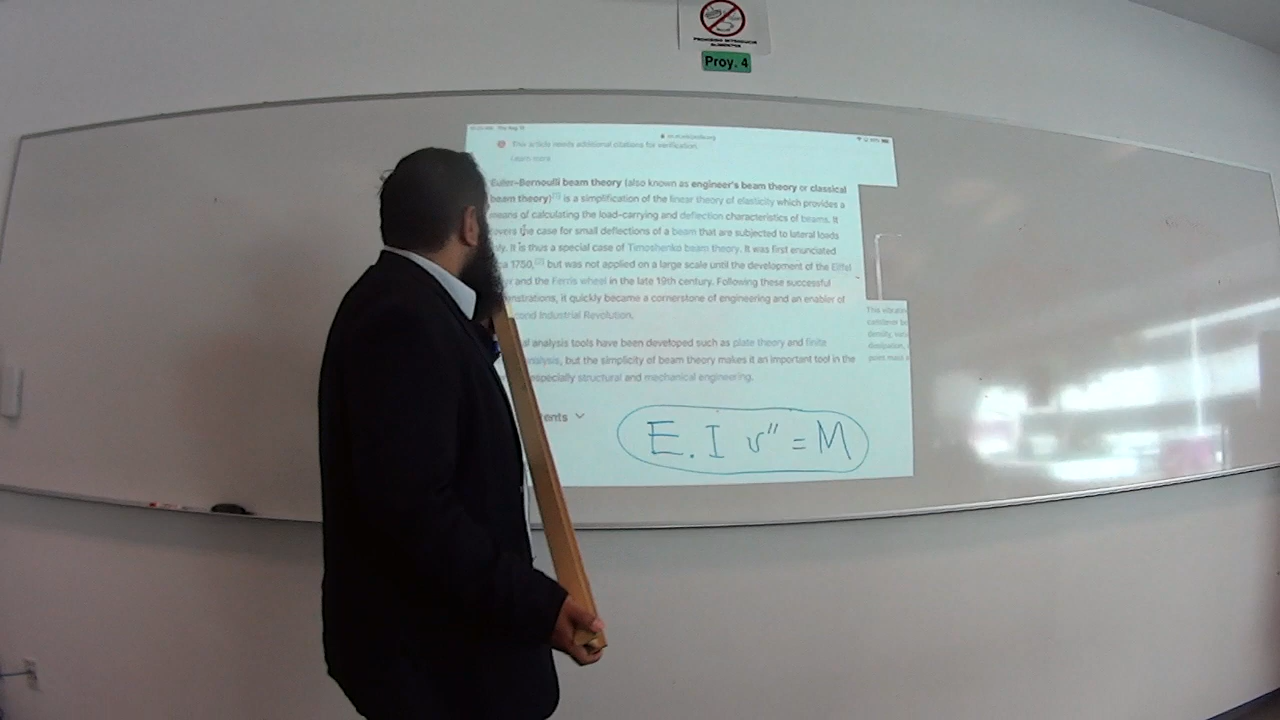 PROHIBIDO INTRODUCIR
ALIMENTOS
Proy. 4
This article needs additional citations for verification.
Learn more
Euler–Bernoulli beam theory (also known as engineer's beam theory or classical
beam theory)[1] is a simplification of the linear theory of elasticity which provides a
means of calculating the load-carrying and deflection characteristics of beams. It
covers the case for small deflections of a beam that are subjected to lateral loads
only. It is thus a special case of Timoshenko beam theory. It was first enunciated
1750,[2] but was not applied on a large scale until the development of the Eiffel
and the Ferris wheel in the late 19th century. Following these successful
it quickly became a cornerstone of engineering and an enabler of
Industrial Revolution.
analysis tools have been developed such as plate theory and finite
analysis, but the simplicity of beam theory makes it an important tool in the
especially structural and mechanical engineering.
E. I v'' = M
This